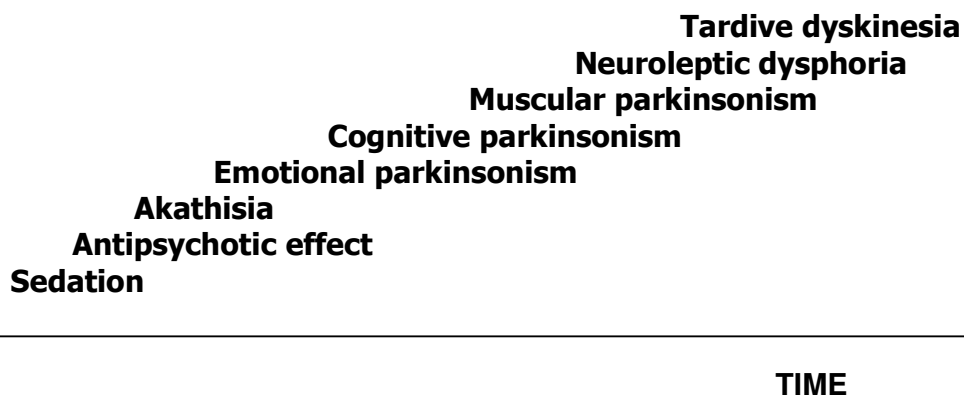 Tardive dyskinesia
Neuroleptic dysphoria
Muscular parkinsonism
Cognitive parkinsonism
Emotional parkinsonism
Akathisia
Antipsychotic effect
Sedation
TIME